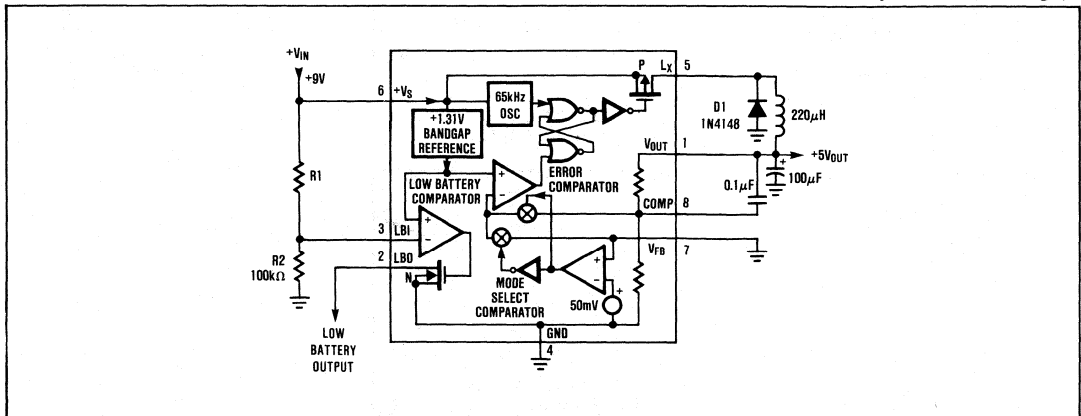 +VIN
+9V
6 +VS
65kHz
OSC
P
LX 5
D1
1N4148
220µH
+1.31V
BANDGAP
REFERENCE
VOUT 1
+5VOUT
ERROR
COMPARATOR
LOW BATTERY
COMPARATOR
+
−
+
100µF
0.1µF
R1
COMP 8
+
−
3 LBI
VFB 7
R2
100kΩ
2 LBO
N
+
−
MODE
SELECT
COMPARATOR
50mV
+
GND
4
LOW
BATTERY
OUTPUT